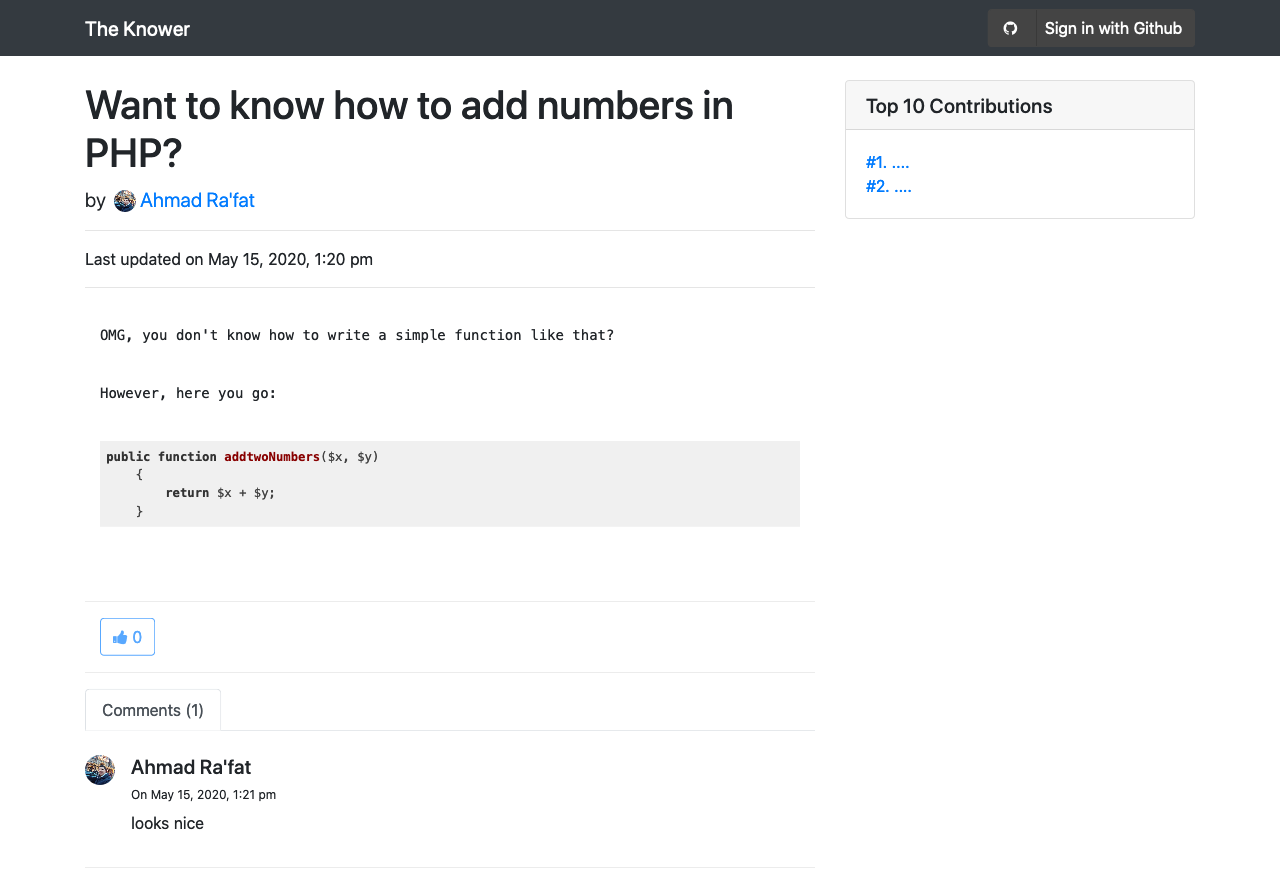 The Knower
Sign in with Github
Want to know how to add numbers in
PHP?
by Ahmad Ra'fat
Last updated on May 15, 2020, 1:20 pm
OMG, you don't know how to write a simple function like that?
However, here you go:
public function addtwoNumbers($x, $y)
{
return $x + $y;
}
0
Comments (1)
Ahmad Ra'fat
On May 15, 2020, 1:21 pm
looks nice
Top 10 Contributions
#1. ....
#2. ....